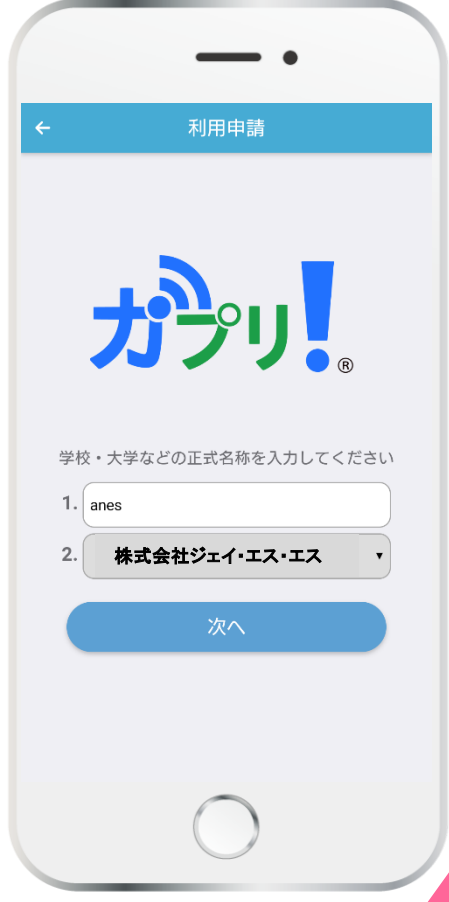 ←利用申請
ガプリ!®
学校・大学などの正式名称を入力してください
1. anes
2. 株式会社ジェイ・エス・エス ▼
次へ